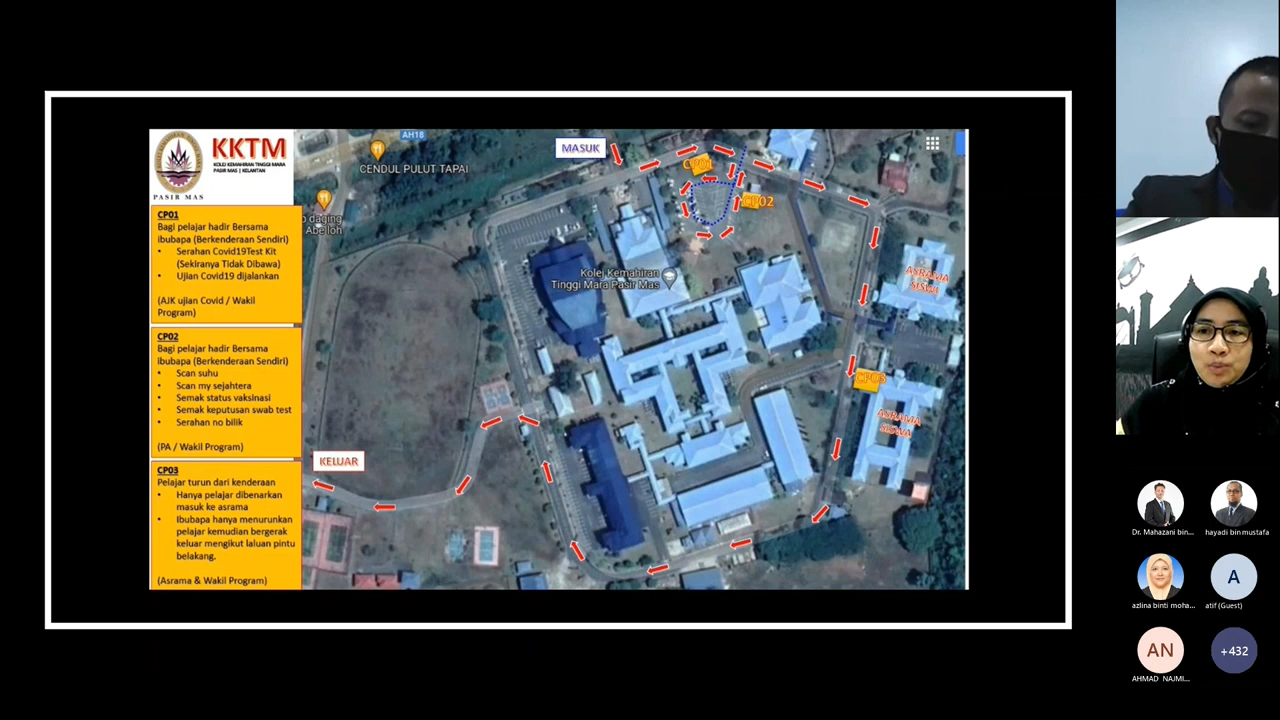 KKTM
KOLEJ KEMAHIRAN TINGGI MARA
PASIR MAS | KELANTAN
PASIR MAS
CP01
Bagi pelajar hadir Bersama
ibubapa (Berkenderaan Sendiri)
• Serahan Covid19Test Kit
(Sekiranya Tidak Dibawa)
• Ujian Covid19 dijalankan
(AJK ujian Covid / Wakil
Program)
CP02
Bagi pelajar hadir Bersama
ibubapa (Berkenderaan Sendiri)
• Scan suhu
• Scan my sejahtera
• Semak status vaksinasi
• Semak keputusan swab test
• Serahan no bilik
(PA / Wakil Program)
CP03
Pelajar turun dari kenderaan
• Hanya pelajar dibenarkan
masuk ke asrama
• Ibubapa hanya menurunkan
pelajar kemudian bergerak
keluar mengikut laluan pintu
belakang.
(Asrama & Wakil Program)
AH18
CENDUL PULUT TAPAI
daging
Abe loh
MASUK
CP01
CP02
Kolej Kemahiran
Tinggi Mara Pasir Mas
ASRAMA
SISWI
CP03
ASRAMA
SISWA
KELUAR
Dr. Mahazani bin...
hayadi bin mustafa
A
azlina binti moha...
atif (Guest)
AN
+432
AHMAD NAJMI...